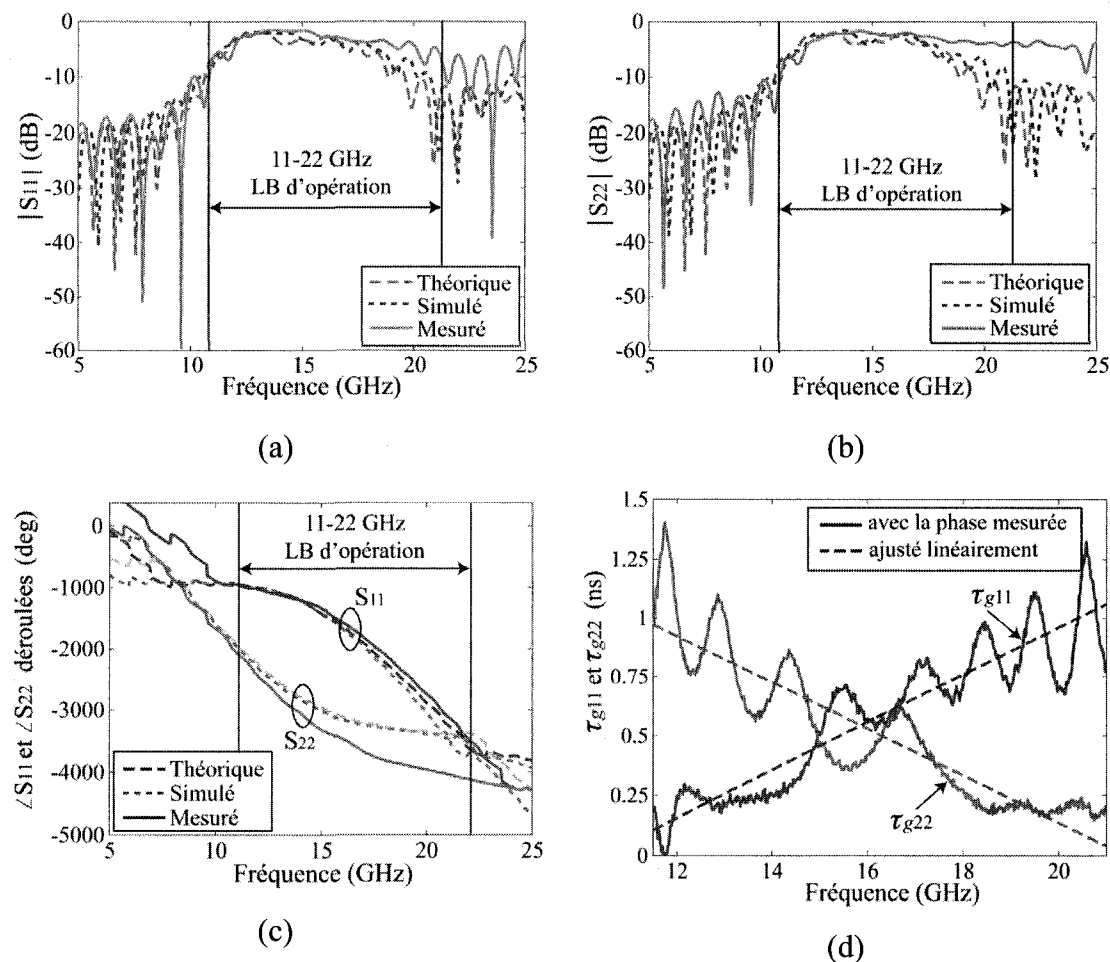 0
-10
-20
-30
-40
-50
-60
|S11| (dB)
11-22 GHz
LB d'opération
Théorique
Simulé
Mesuré
5
10
15
20
25
Fréquence (GHz)
(a)
0
-10
-20
-30
-40
-50
-60
|S22| (dB)
11-22 GHz
LB d'opération
Théorique
Simulé
Mesuré
5
10
15
20
25
Fréquence (GHz)
(b)
0
-1000
-2000
-3000
-4000
-5000
∠S11 et ∠S22 déroulées (deg)
11-22 GHz
LB d'opération
S11
S22
Théorique
Simulé
Mesuré
5
10
15
20
25
Fréquence (GHz)
(c)
1.5
1.25
1
0.75
0.5
0.25
0
τg11 et τg22 (ns)
avec la phase mesurée
ajusté linéairement
τg11
τg22
12
14
16
18
20
Fréquence (GHz)
(d)